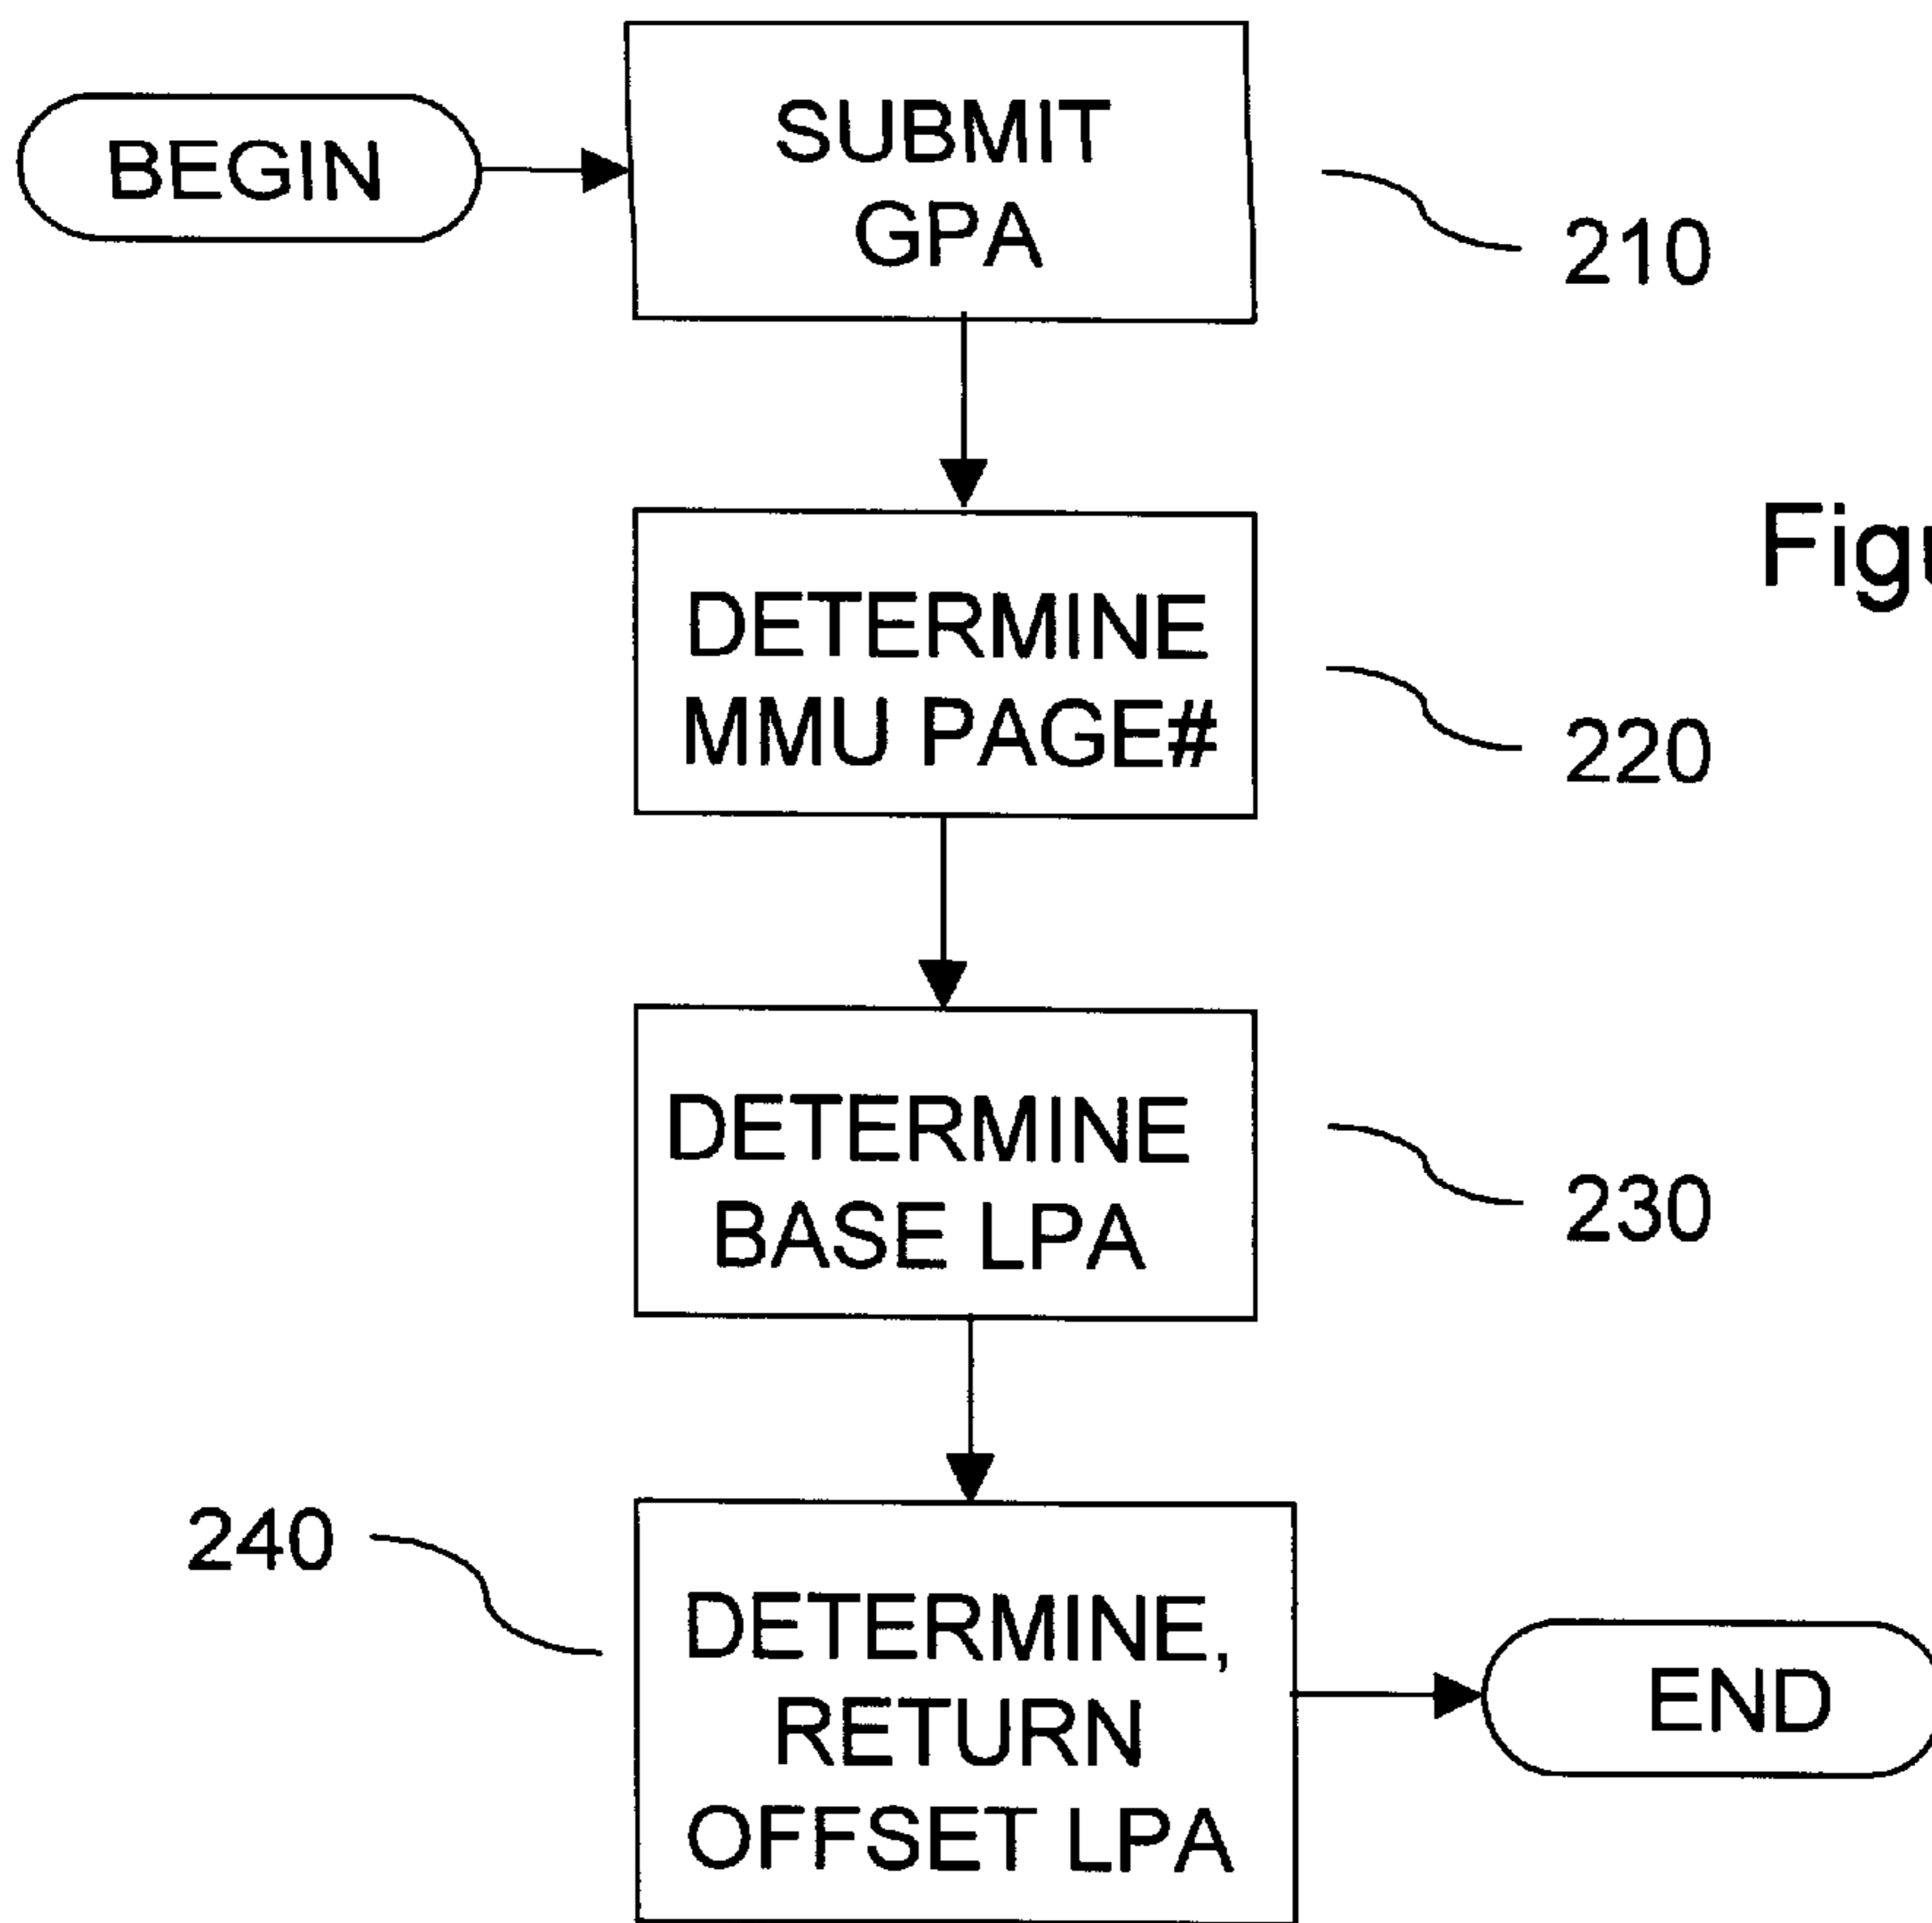 BEGIN
SUBMIT
GPA
210
DETERMINE
MMU PAGE#
220
DETERMINE
BASE LPA
230
240
DETERMINE,
RETURN
OFFSET LPA
END